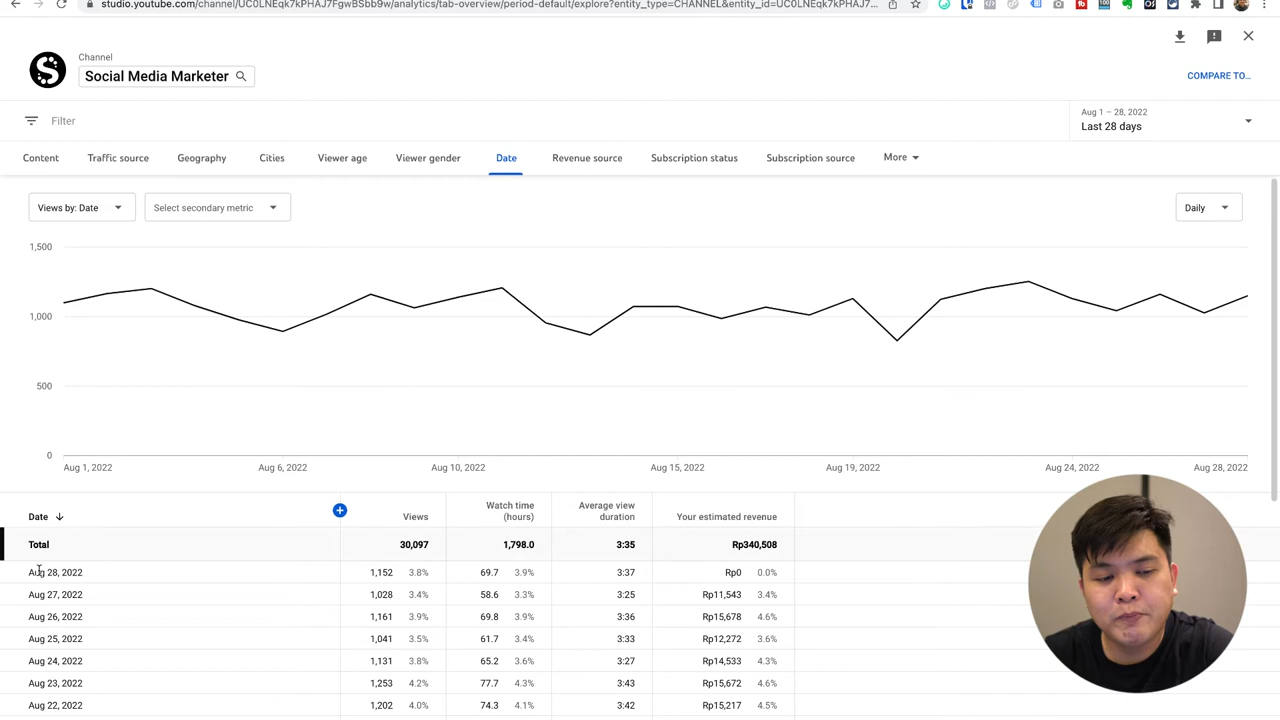 studio.youtube.com/channel/UC0LNEqk7kPHAJ7FgwBSbb9w/analytics/tab-overview/period-default/explore?entity_type=CHANNEL&entity_id=UC0LNEqk7kPHAJ7...
Channel
Social Media Marketer
COMPARE TO...
Filter
Aug 1 – 28, 2022
Last 28 days
Content Traffic source Geography Cities Viewer age Viewer gender Date Revenue source Subscription status Subscription source More
Views by: Date Select secondary metric Daily
1,500
1,000
500
0
Aug 1, 2022 Aug 6, 2022 Aug 10, 2022 Aug 15, 2022 Aug 19, 2022 Aug 24, 2022 Aug 28, 2022
Date Views Watch time (hours) Average view duration Your estimated revenue
Total 30,097 1,798.0 3:35 Rp340,508
Aug 28, 2022 1,152 3.8% 69.7 3.9% 3:37 Rp0 0.0%
Aug 27, 2022 1,028 3.4% 58.6 3.3% 3:25 Rp11,543 3.4%
Aug 26, 2022 1,161 3.9% 69.8 3.9% 3:36 Rp15,678 4.6%
Aug 25, 2022 1,041 3.5% 61.7 3.4% 3:33 Rp12,272 3.6%
Aug 24, 2022 1,131 3.8% 65.2 3.6% 3:27 Rp14,533 4.3%
Aug 23, 2022 1,253 4.2% 77.7 4.3% 3:43 Rp15,672 4.6%
Aug 22, 2022 1,202 4.0% 74.3 4.1% 3:42 Rp15,217 4.5%